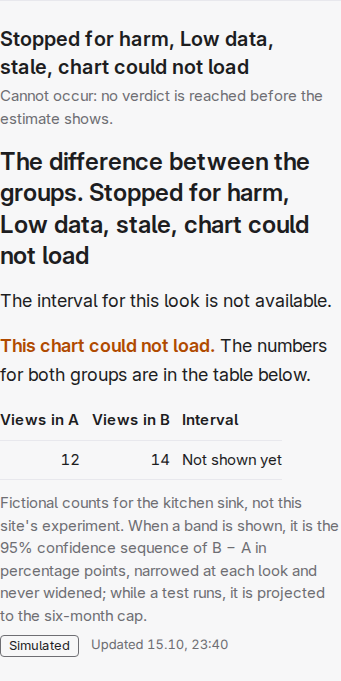 Stopped for harm, Low data,
stale, chart could not load
Cannot occur: no verdict is reached before the
estimate shows.
The difference between the
groups. Stopped for harm,
Low data, stale, chart could
not load
The interval for this look is not available.
This chart could not load. The numbers
for both groups are in the table below.
Views in A Views in B Interval
12 14 Not shown yet
Fictional counts for the kitchen sink, not this
site's experiment. When a band is shown, it is the
95% confidence sequence of B − A in
percentage points, narrowed at each look and
never widened; while a test runs, it is projected
to the six-month cap.
Simulated Updated 15.10, 23:40